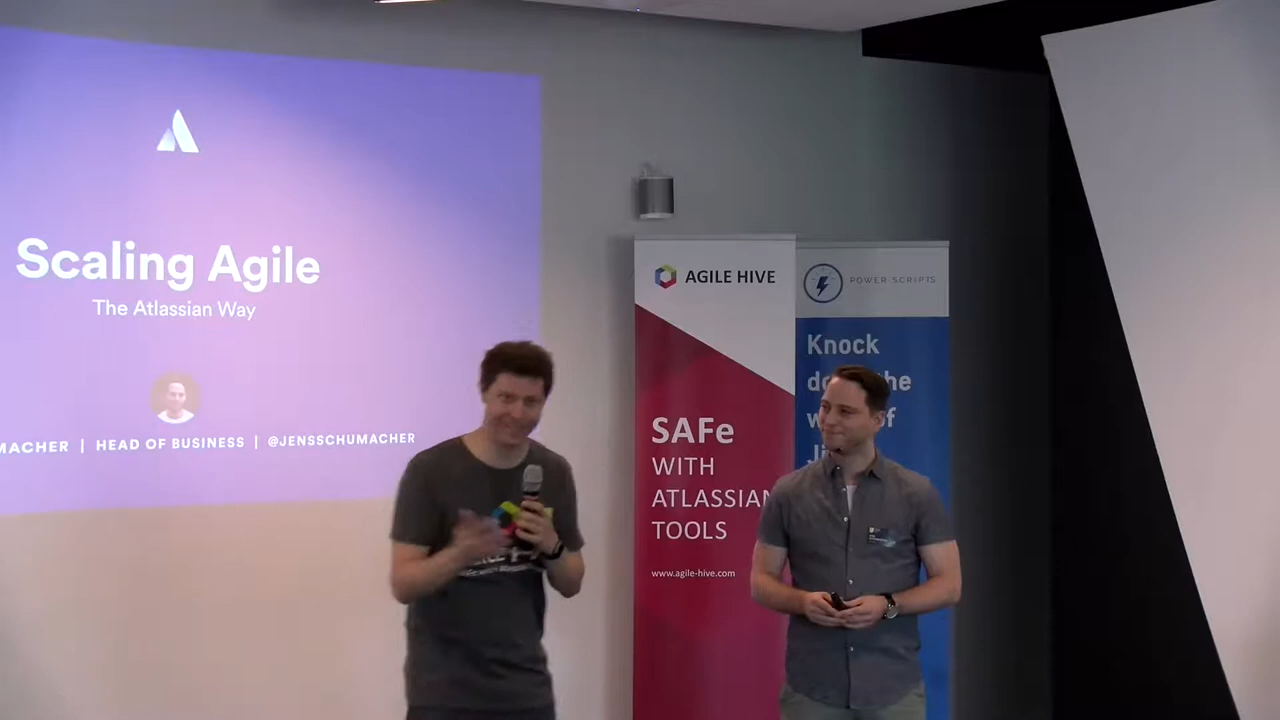 Scaling Agile
The Atlassian Way
MACHER | HEAD OF BUSINESS | @JENSSCHUMACHER
AGILE HIVE
SAFe
WITH
ATLASSIAN
TOOLS
www.agile-hive.com
POWER SCRIPTS
Knock